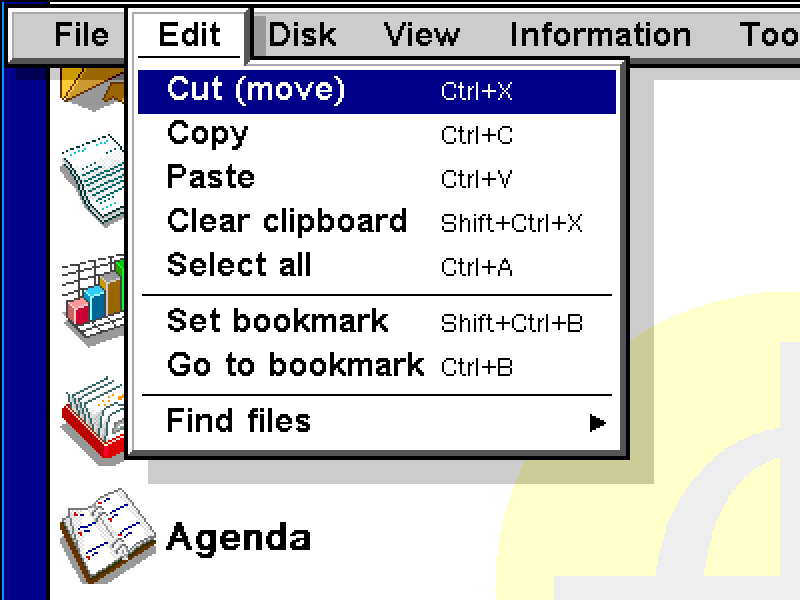 File Edit Disk View Information Too
Cut (move) Ctrl+X
Copy Ctrl+C
Paste Ctrl+V
Clear clipboard Shift+Ctrl+X
Select all Ctrl+A
Set bookmark Shift+Ctrl+B
Go to bookmark Ctrl+B
Find files
Agenda